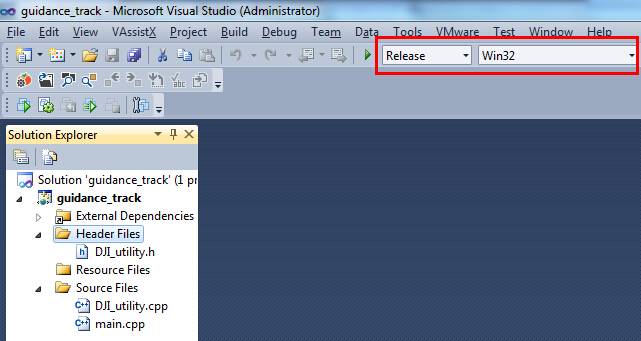 guidance_track - Microsoft Visual Studio (Administrator)
File Edit View VAssistX Project Build Debug Team Data Tools VMware Test Window Help
Release Win32
abc
Solution Explorer
Solution 'guidance_track' (1 pr
guidance_track
External Dependencies
Header Files
DJI_utility.h
Resource Files
Source Files
DJI_utility.cpp
main.cpp